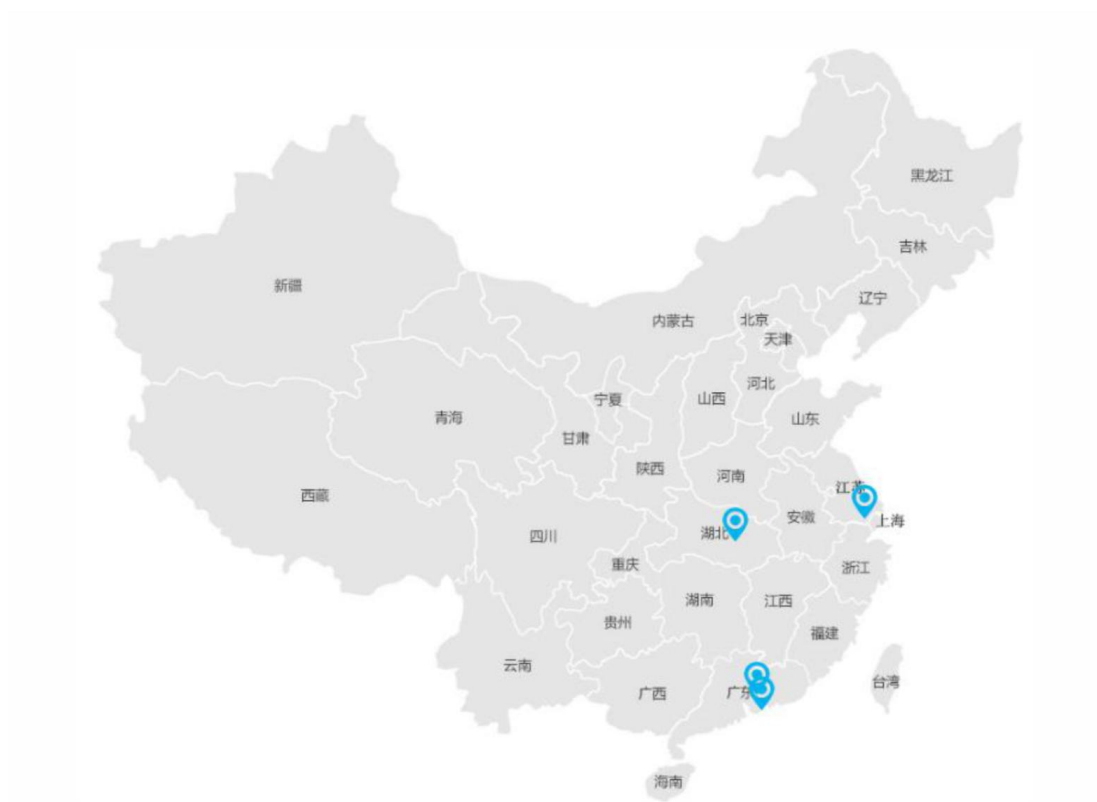 黑龙江
吉林
辽宁
新疆
内蒙古
北京
天津
河北
宁夏
山西
青海
山东
甘肃
陕西
河南
江苏
西藏
安徽
上海
湖北
四川
重庆
浙江
湖南
江西
贵州
福建
云南
台湾
广西
广东
海南